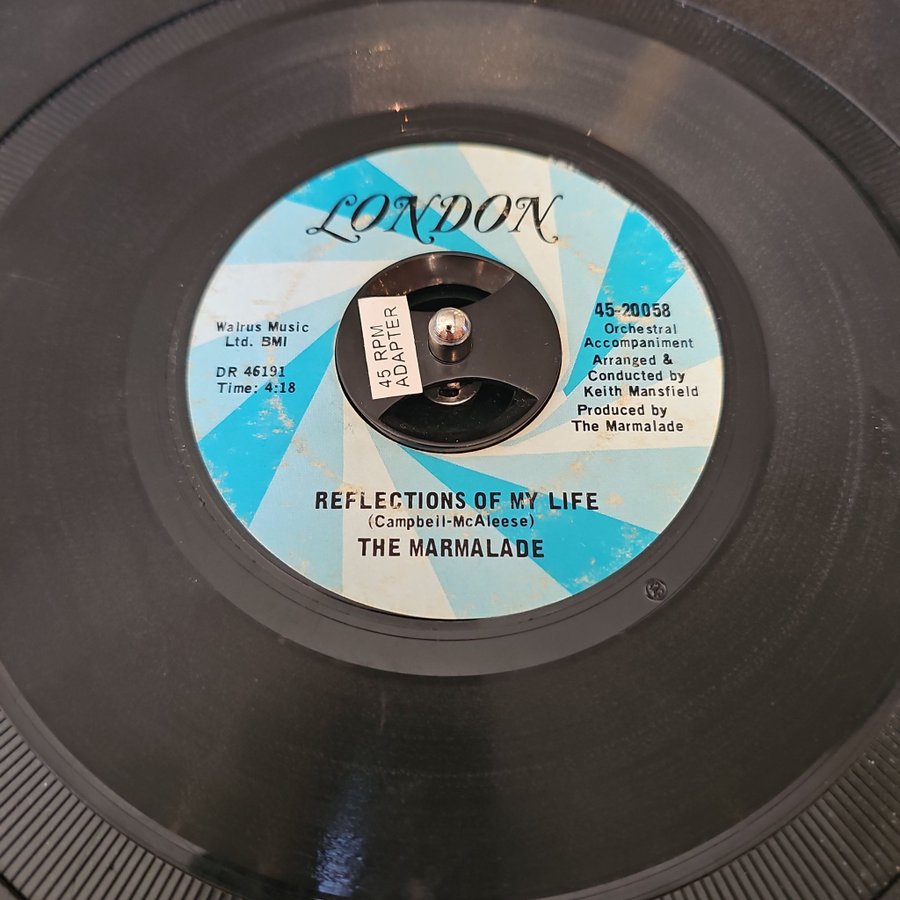 LONDON
Walrus Music
Ltd. BMI
DR 46191
Time: 4:18
45 RPM
ADAPTER
45-20058
Orchestral
Accompaniment
Arranged &
Conducted by
Keith Mansfield
Produced by
The Marmalade
REFLECTIONS OF MY LIFE
(Campbell-McAleese)
THE MARMALADE